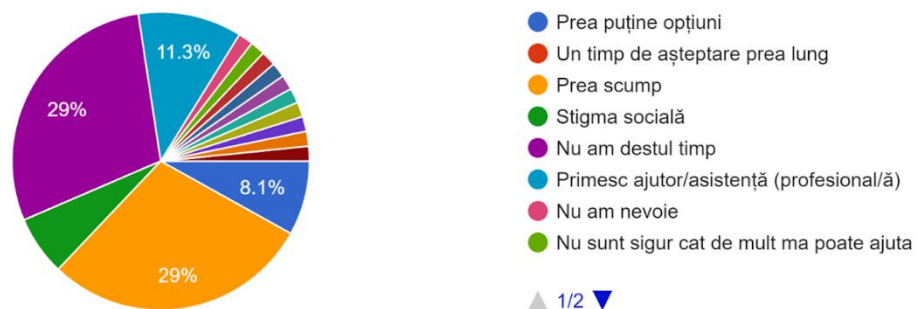 11.3%
29%
8.1%
29%
Prea puține opțiuni
Un timp de așteptare prea lung
Prea scump
Stigma socială
Nu am destul timp
Primesc ajutor/asistență (profesional/ă)
Nu am nevoie
Nu sunt sigur cat de mult ma poate ajuta
1/2